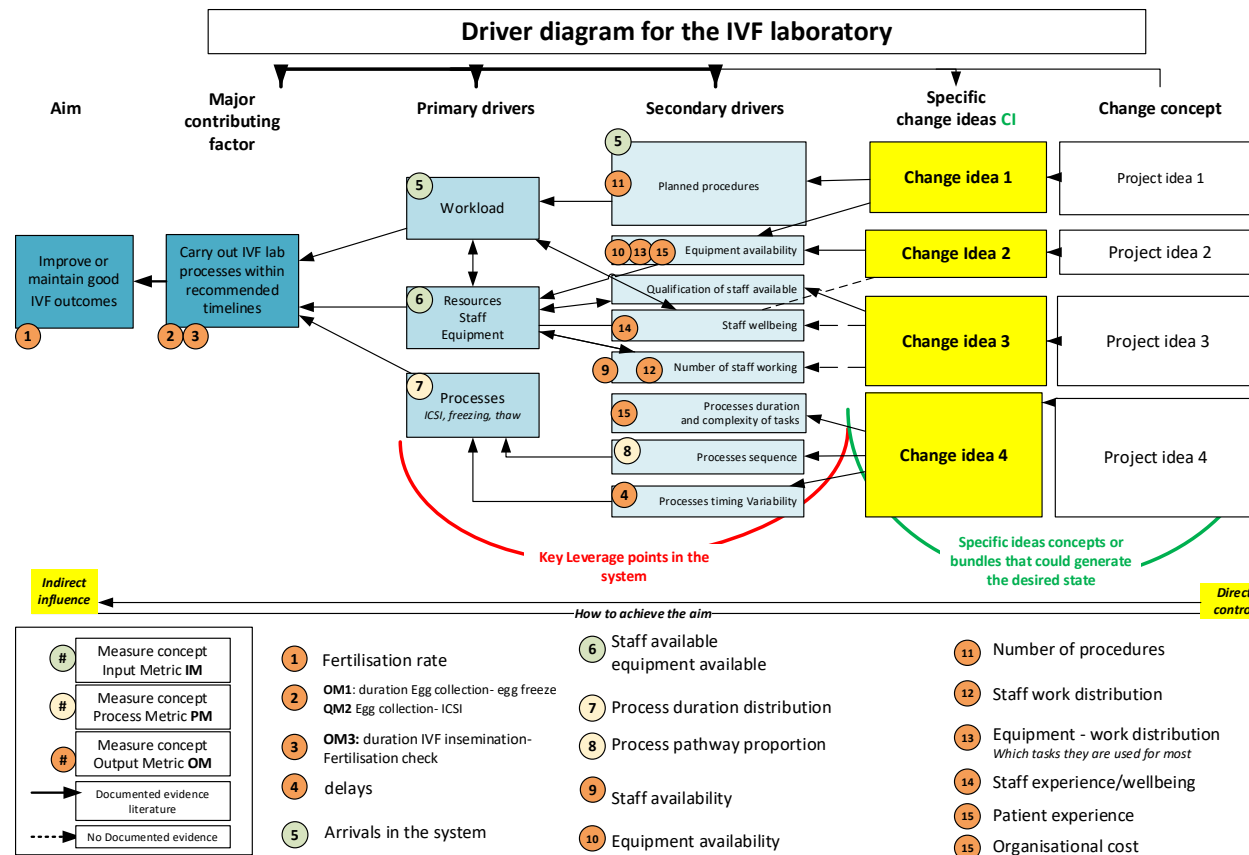 Driver diagram for the IVF laboratory
Aim
Major
contributing
factor
Primary drivers
Secondary drivers
Specific
change ideas CI
Change concept
Improve or
maintain good
IVF outcomes
1
Carry out IVF lab
processes within
recommended
timelines
2
3
5
Workload
6
Resources
Staff
Equipment
7
Processes
ICSI, freezing, thaw
5
11
Planned procedures
10
13
15
Equipment availability
Qualification of staff available
14
Staff wellbeing
9
12
Number of staff working
15
Processes duration
and complexity of tasks
8
Processes sequence
4
Processes timing Variability
Change idea 1
Change Idea 2
Change idea 3
Change idea 4
Project idea 1
Project idea 2
Project idea 3
Project idea 4
Key Leverage points in the
system
Specific ideas concepts or
bundles that could generate
the desired state
Indirect
influence
How to achieve the aim
Direct
contro
#
Measure concept
Input Metric IM
#
Measure concept
Process Metric PM
#
Measure concept
Output Metric OM
Documented evidence
literature
No Documented evidence
1
Fertilisation rate
2
OM1: duration Egg collection- egg freeze
QM2 Egg collection- ICSI
3
OM3: duration IVF insemination-
Fertilisation check
4
delays
5
Arrivals in the system
6
Staff available
equipment available
7
Process duration distribution
8
Process pathway proportion
9
Staff availability
10
Equipment availability
11
Number of procedures
12
Staff work distribution
13
Equipment - work distribution
Which tasks they are used for most
14
Staff experience/wellbeing
15
Patient experience
15
Organisational cost